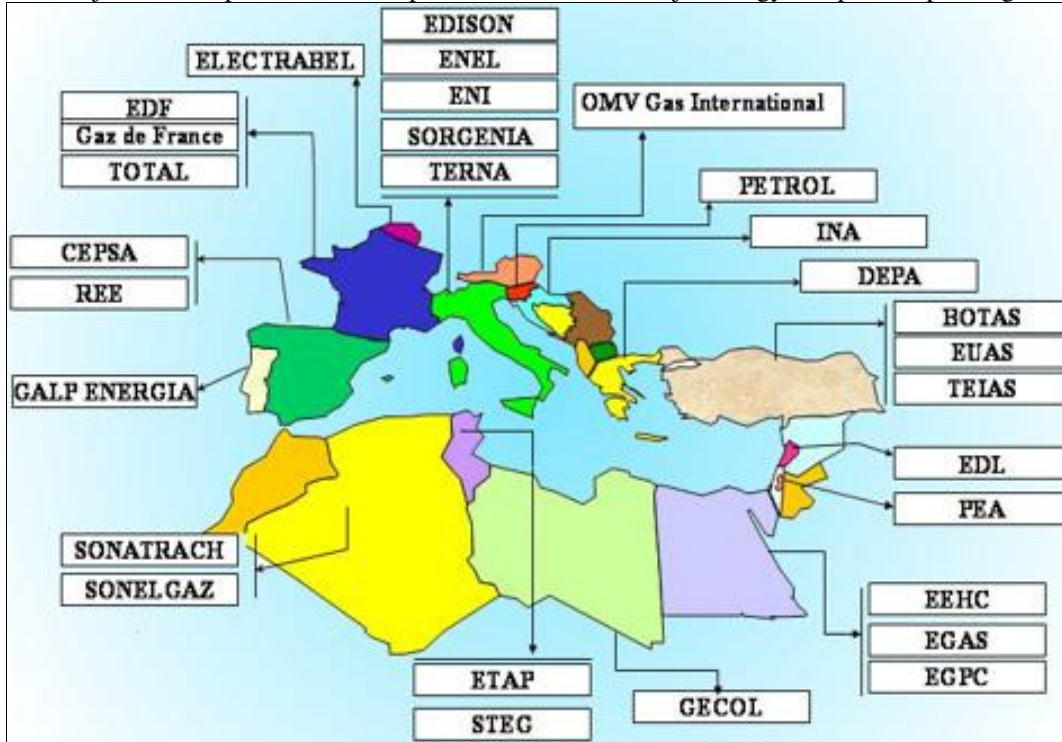 EDISON
ENEL
ELECTRABEL
ENI
OMV Gas International
EDF
Gaz de France
SORGENIA
TOTAL
TERNA
PETROL
INA
CEPSA
DEPA
REE
BOTAS
EUAS
GALP ENERGIA
TEIAS
EDL
PEA
SONATRACH
SONELGAZ
EEHC
EGAS
ETAP
EGPC
GECOL
STEG